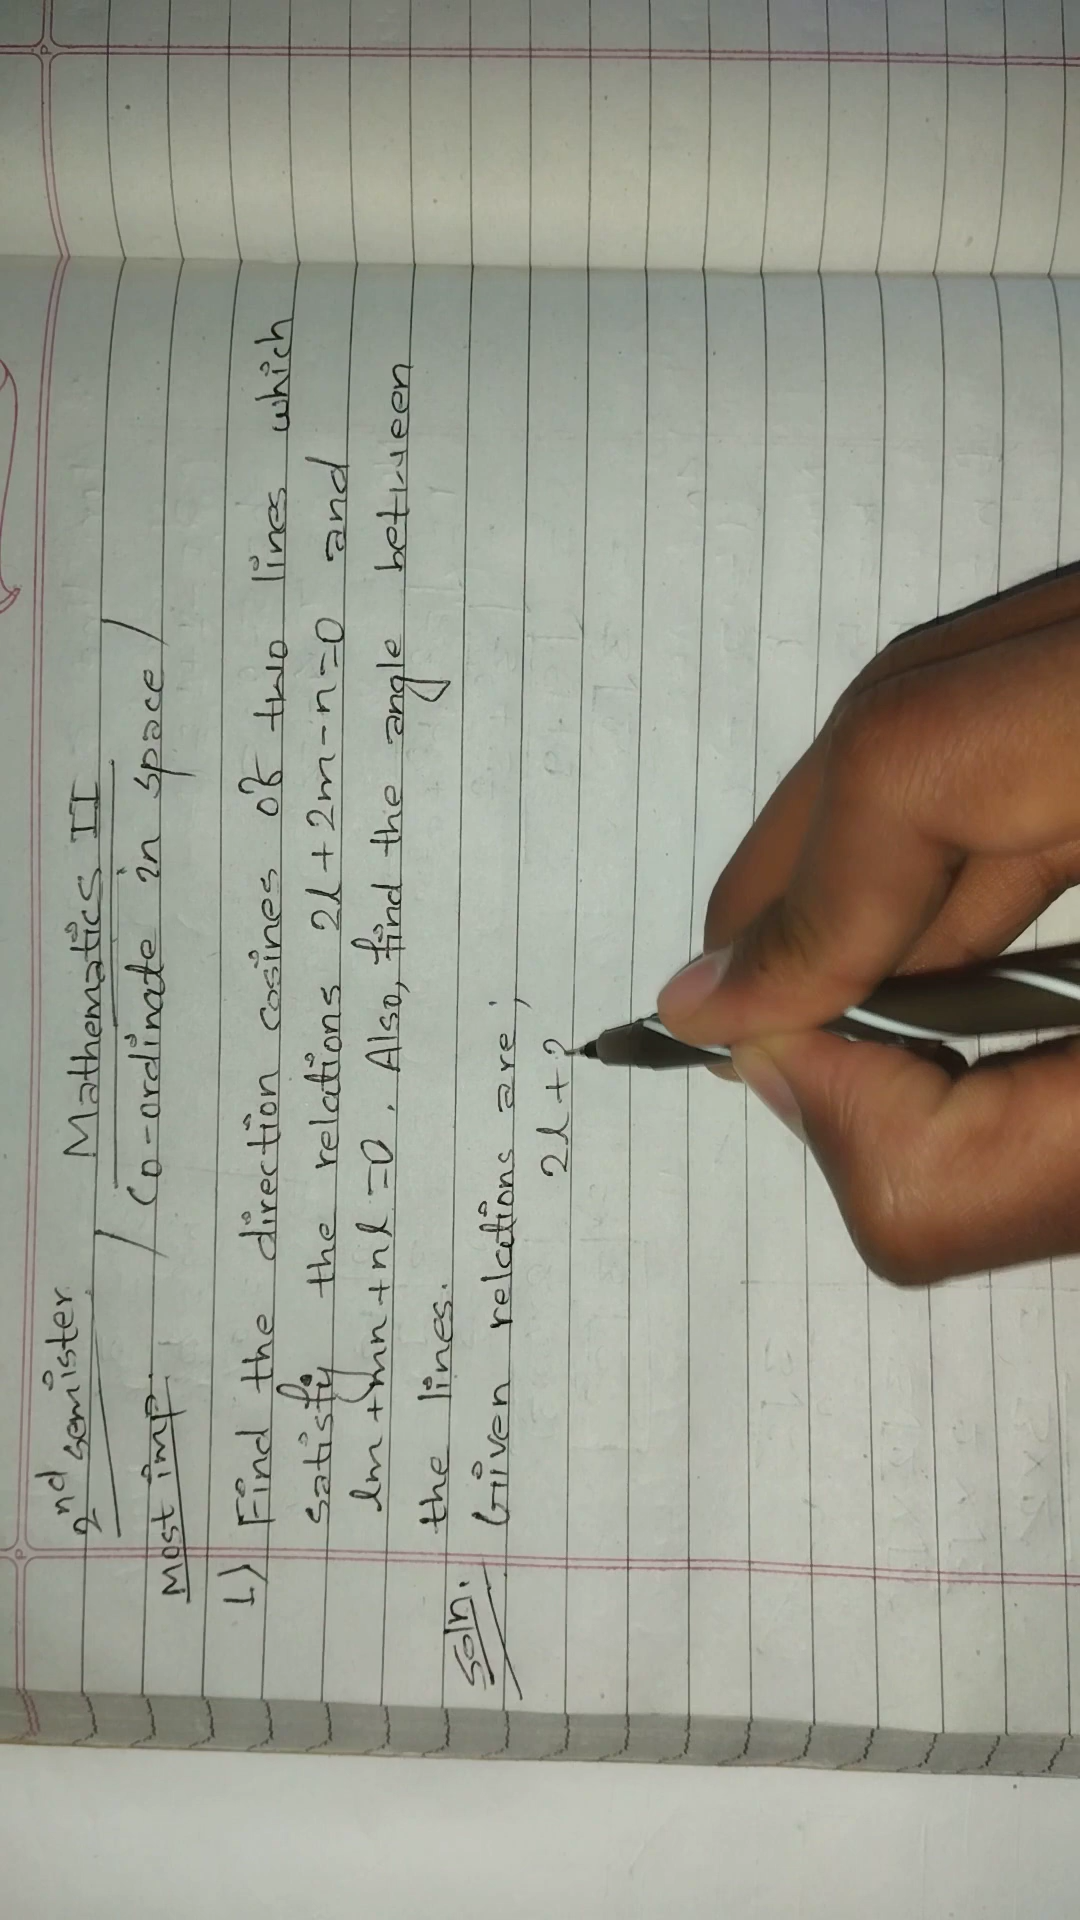 2nd semister Mathematics II
Most imp. / Co-ordinate in space /
1) Find the direction cosines of two lines which
satisfy the relations 2l + 2m - n = 0 and
lm + mn + nl = 0. Also, find the angle between
the lines.
Soln. Given relations are;
2l + 2